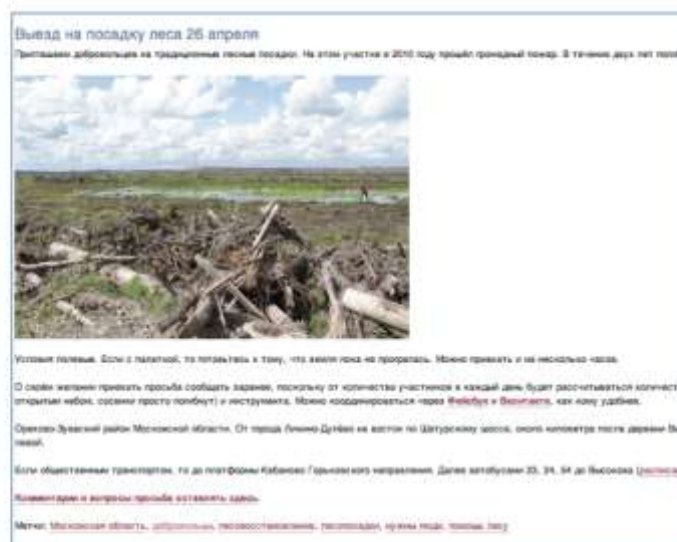 Выезд на посадку леса 26 апреля
Приглашаем добровольцев на традиционные лесные посадки. На этом участке в 2010 году прошёл громадный пожар. В течение двух лет
Условия полевые. Если с палаткой, то готовьтесь к тому, что земля пока не прогрелась. Можно приехать и на несколько часов.
О своём желании приехать просьба сообщать заранее, поскольку от количества участников в каждый день будет рассчитываться
открытым небом, сосенки просто погибнут) и инструмента. Можно координироваться через Фейсбук и Вконтакте, как кому удобнее.
Орехово-Зуевский район Московской области. От города Ликино-Дулёво на восток по Шатурскому шоссе, около километра после деревни
левой.
Если общественным транспортом, то до платформы Кабаново Горьковского направления. Далее автобусами 33, 34, 54 до Высокова
Комментарии и вопросы просьба оставлять здесь.
Метки: Московская область, добровольцы, лесовосстановление, лесопосадки, нужны люди, помощь лесу